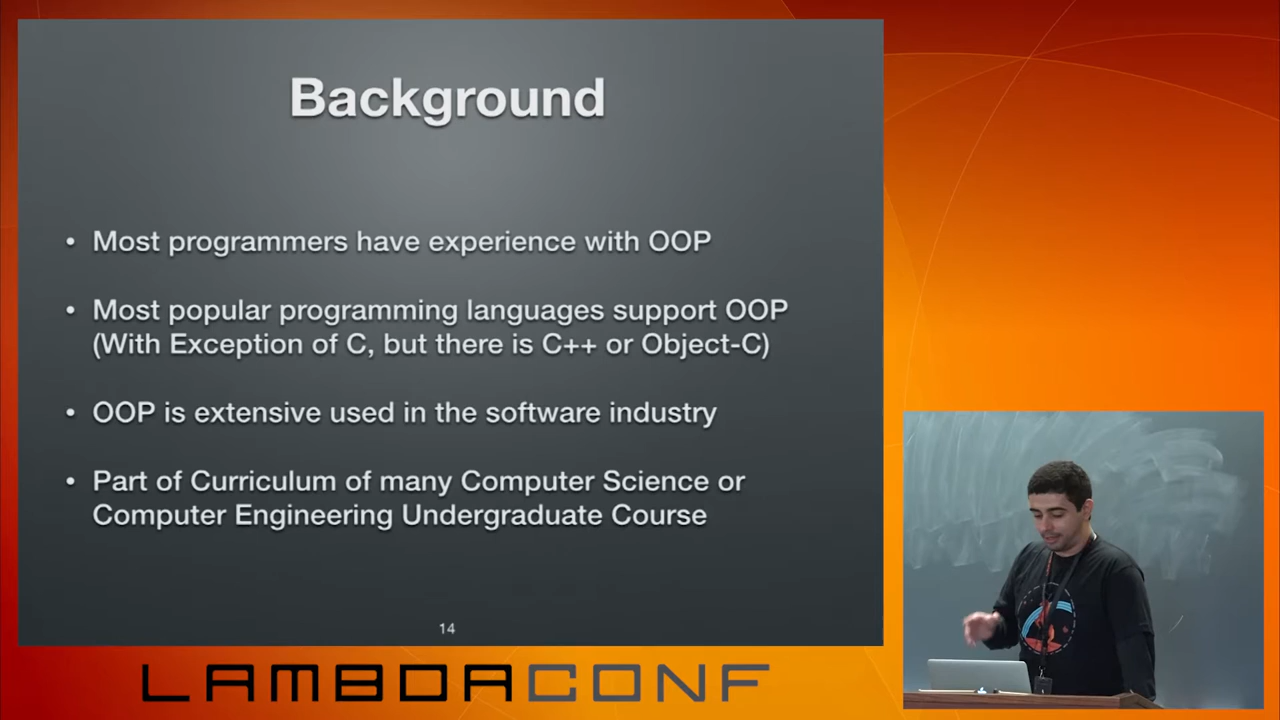 Background
• Most programmers have experience with OOP
• Most popular programming languages support OOP
(With Exception of C, but there is C++ or Object-C)
• OOP is extensive used in the software industry
• Part of Curriculum of many Computer Science or
Computer Engineering Undergraduate Course
14
LAMBDACONF